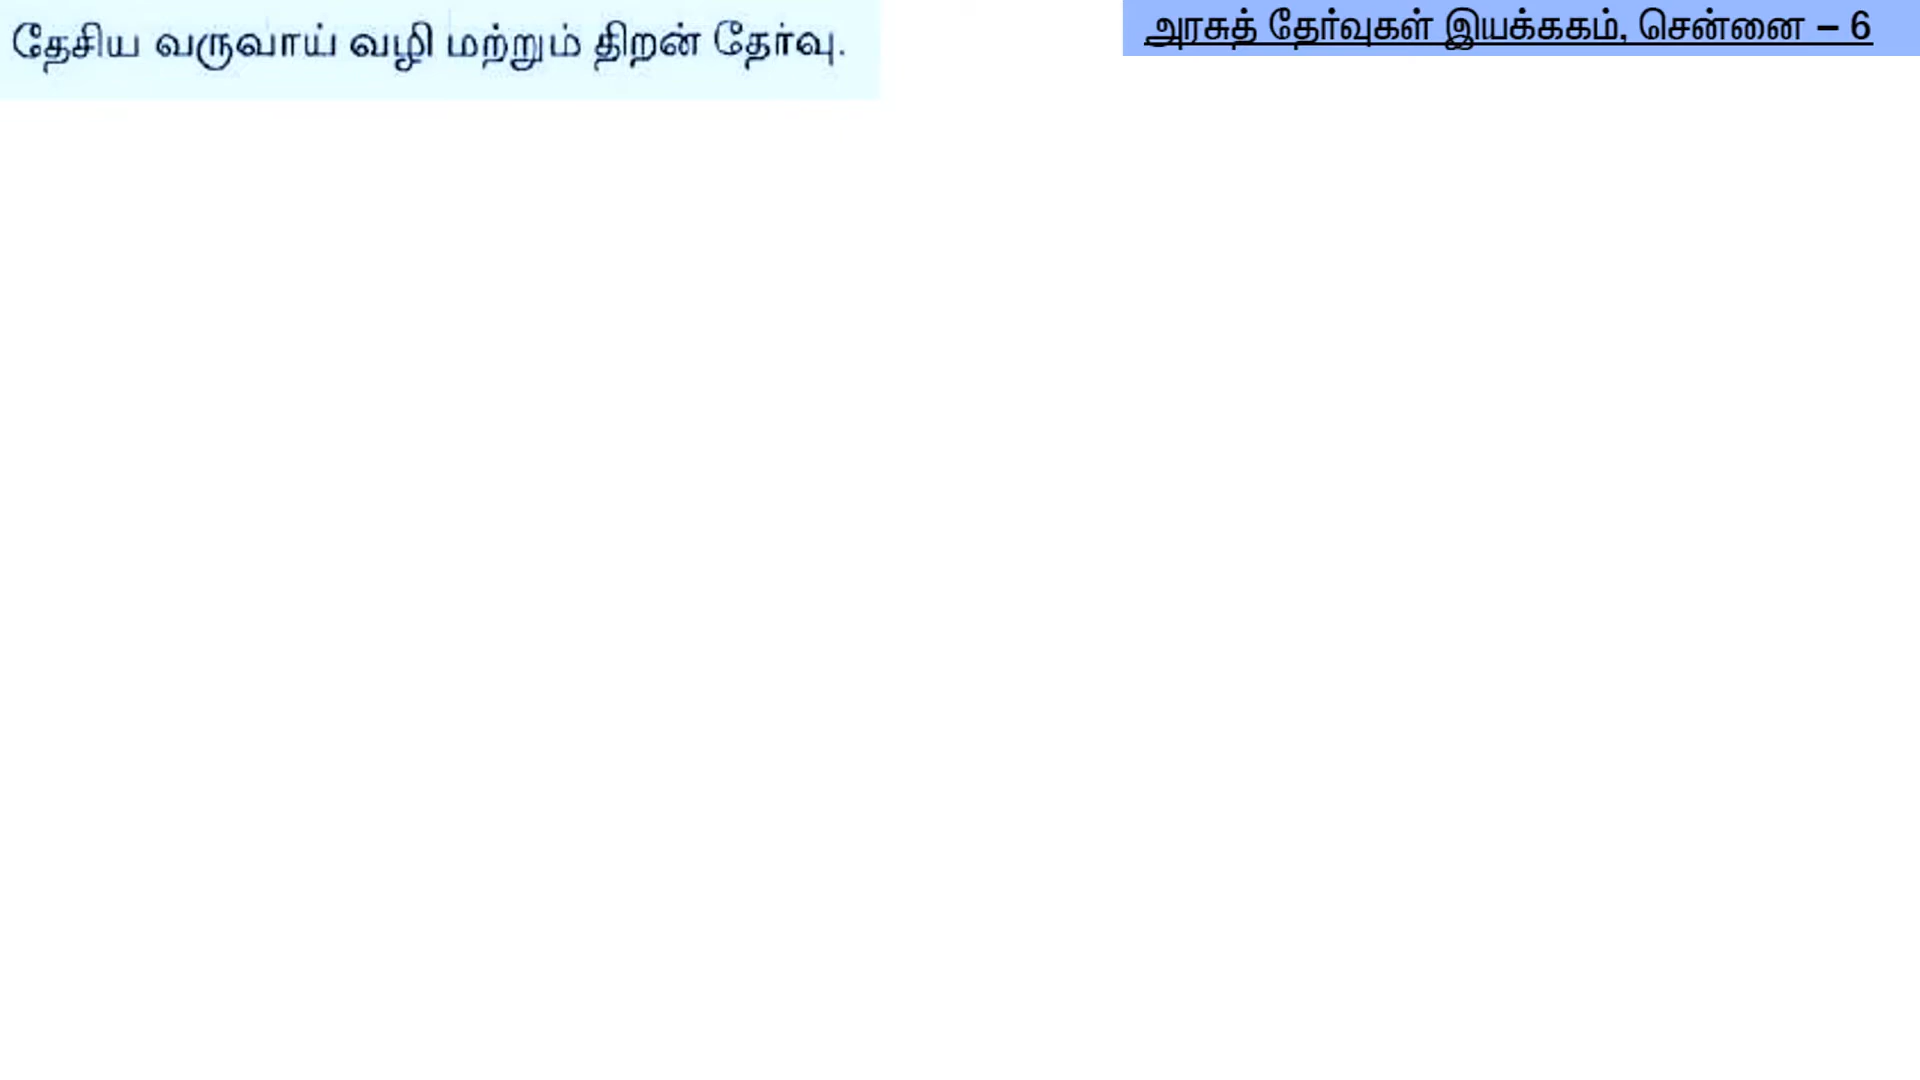 தேசிய வருவாய் வழி மற்றும் திறன் தேர்வு.
அரசுத் தேர்வுகள் இயக்ககம், சென்னை – 6